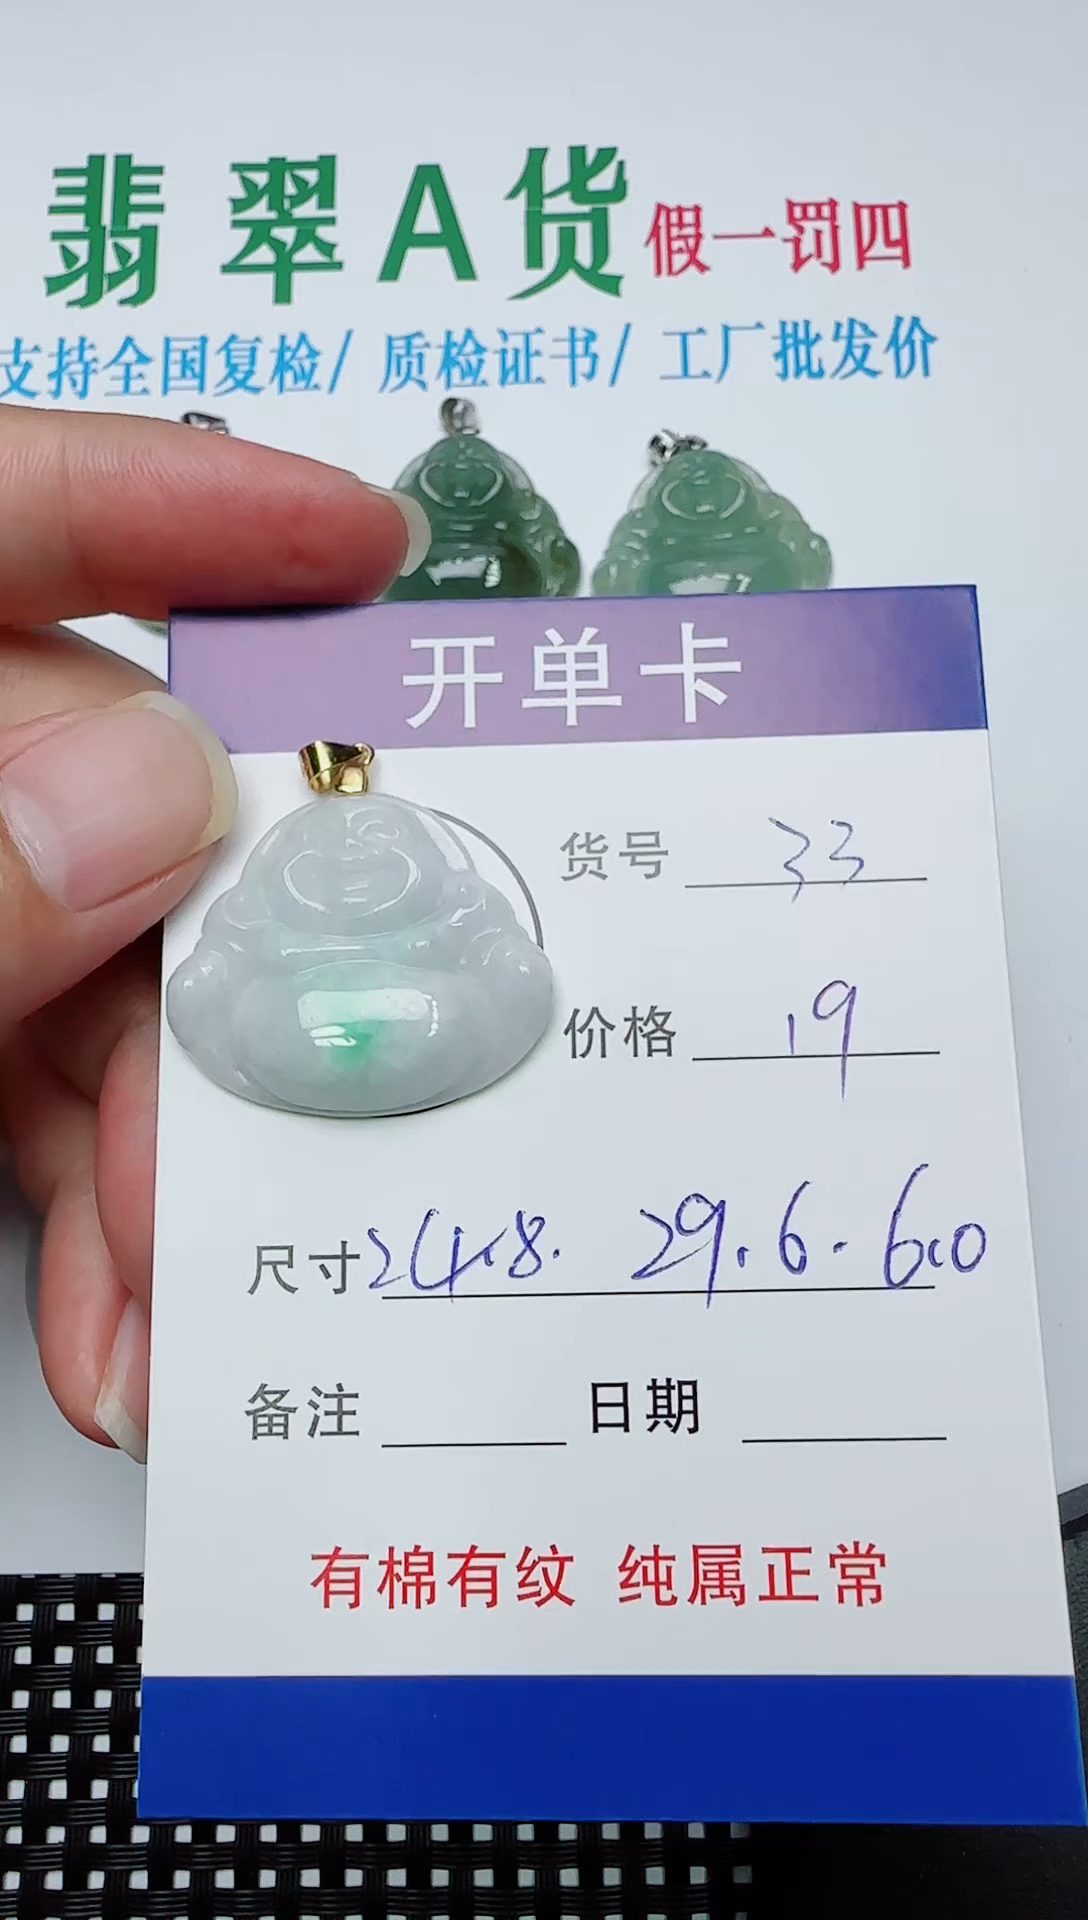 翡翠A货 假一罚四
支持全国复检/ 质检证书/ 工厂批发价
开单卡
货号 33
价格 19
尺寸 24.8. 29.6. 6.0
备注 日期
有棉有纹 纯属正常